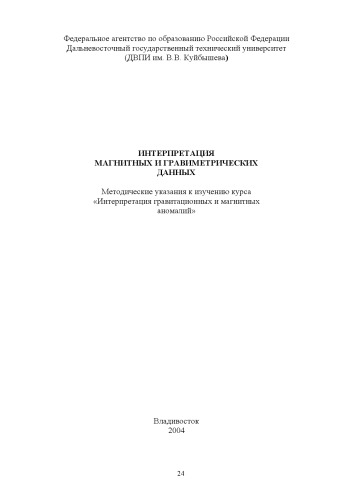 Федеральное агентство по образованию Российской Федерации
Дальневосточный государственный технический университет
(ДВПИ им. В.В. Куйбышева)
ИНТЕРПРЕТАЦИЯ
МАГНИТНЫХ И ГРАВИМЕТРИЧЕСКИХ
ДАННЫХ
Методические указания к изучению курса
«Интерпретация гравитационных и магнитных
аномалий»
Владивосток
2004
24